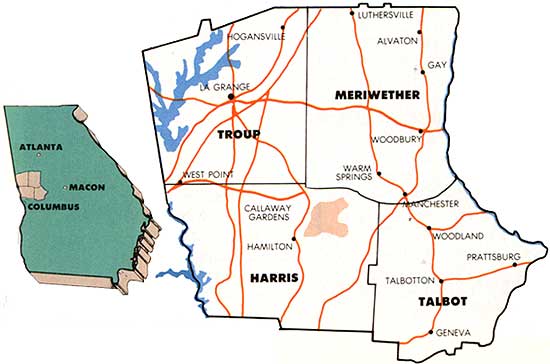 LUTHERSVILLE
HOGANSVILLE
ALVATON
GAY
LA GRANGE
MERIWETHER
TROUP
WOODBURY
ATLANTA
WEST POINT
WARM
SPRINGS
MACON
COLUMBUS
CALLAWAY
GARDENS
MANCHESTER
HAMILTON
WOODLAND
PRATTSBURG
HARRIS
TALBOTTON
TALBOT
GENEVA